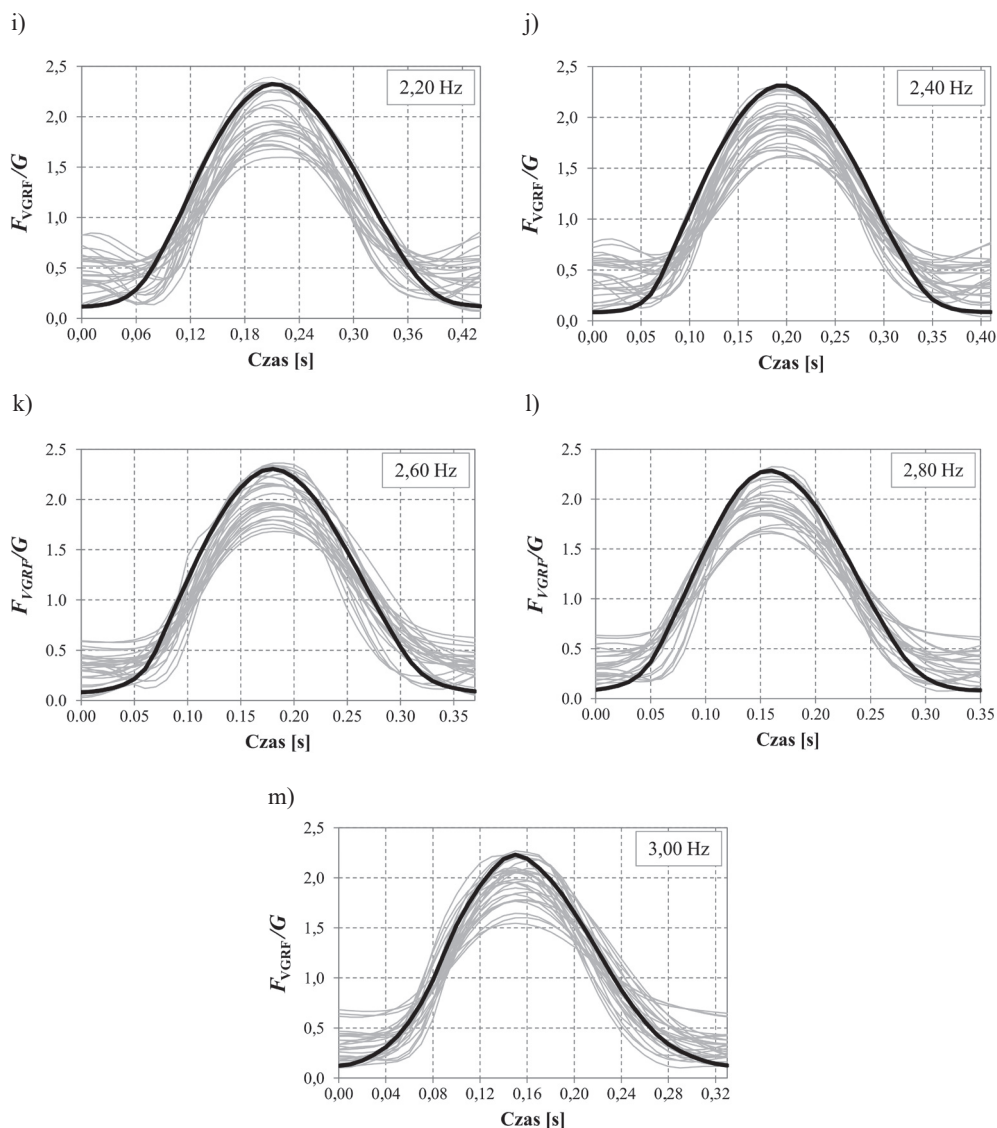 i)
j)
2,5
2,0
1,5
1,0
0,5
0,0
F_VGRF/G
2,20 Hz
0,00 0,06 0,12 0,18 0,24 0,30 0,36 0,42
Czas [s]
2,5
2,0
1,5
1,0
0,5
0,0
F_VGRF/G
2,40 Hz
0,00 0,05 0,10 0,15 0,20 0,25 0,30 0,35 0,40
Czas [s]
k)
l)
2.5
2.0
1.5
1.0
0.5
0.0
F_VGRP/G
2,60 Hz
0.00 0.05 0.10 0.15 0.20 0.25 0.30 0.35
Czas [s]
2.5
2.0
1.5
1.0
0.5
0.0
F_VGRP/G
2,80 Hz
0.00 0.05 0.10 0.15 0.20 0.25 0.30 0.35
Czas [s]
m)
2,5
2,0
1,5
1,0
0,5
0,0
F_VGRF/G
3,00 Hz
0,00 0,04 0,08 0,12 0,16 0,20 0,24 0,28 0,32
Czas [s]